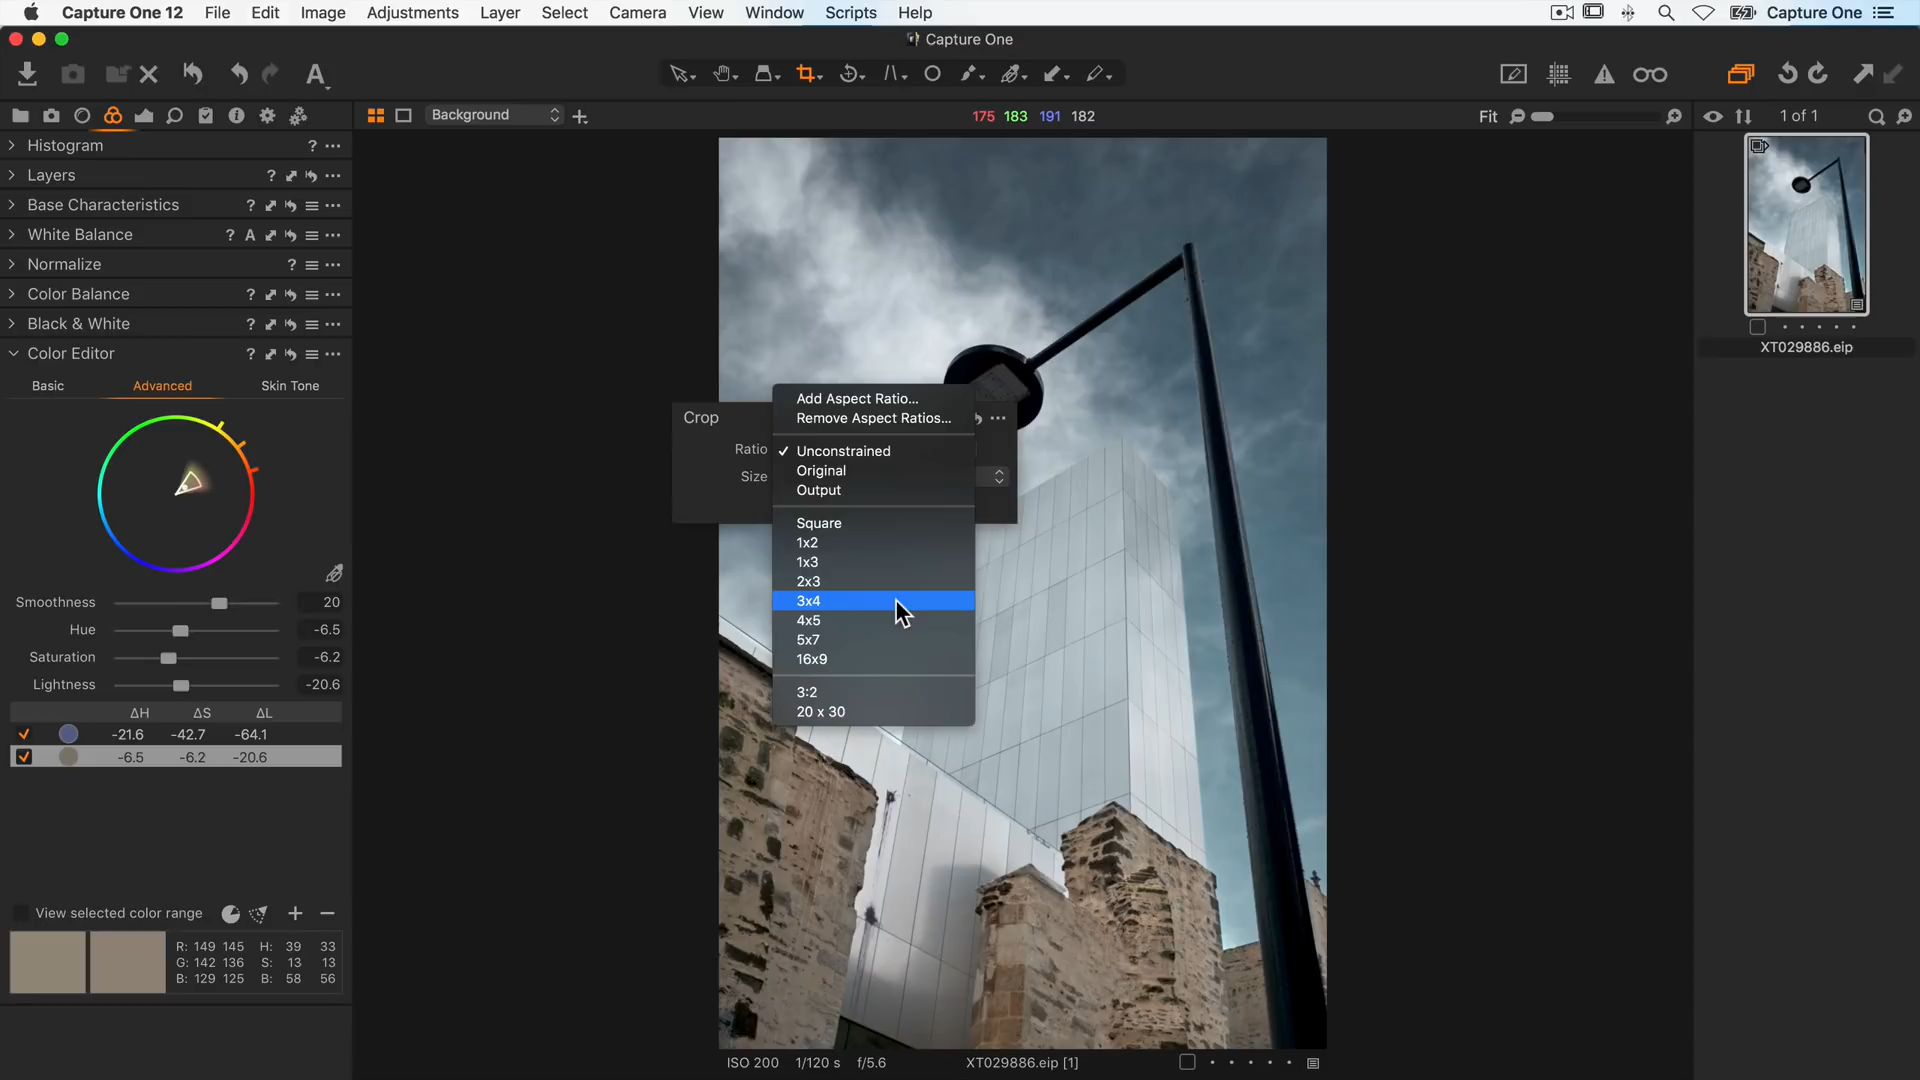 Capture One 12 File Edit Image Adjustments Layer Select Camera View Window Scripts Help Capture One
Capture One
A
Background 175 183 191 182 Fit 1 of 1
Histogram ? ...
Layers ? ...
Base Characteristics ? ...
White Balance ? A ...
Normalize ? ...
Color Balance ? ...
Black & White ? ...
Color Editor ? ...
Basic Advanced Skin Tone
Smoothness 20
Hue -6.5
Saturation -6.2
Lightness -20.6
ΔH ΔS ΔL
-21.6 -42.7 -64.1
-6.5 -6.2 -20.6
View selected color range + −
R: 149 145 H: 39 33
G: 142 136 S: 13 13
B: 129 125 B: 58 56
Crop ...
Ratio
Size
Add Aspect Ratio...
Remove Aspect Ratios...
✓ Unconstrained
Original
Output
Square
1x2
1x3
2x3
3x4
4x5
5x7
16x9
3:2
20 x 30
ISO 200 1/120 s f/5.6 XT029886.eip [1]
XT029886.eip